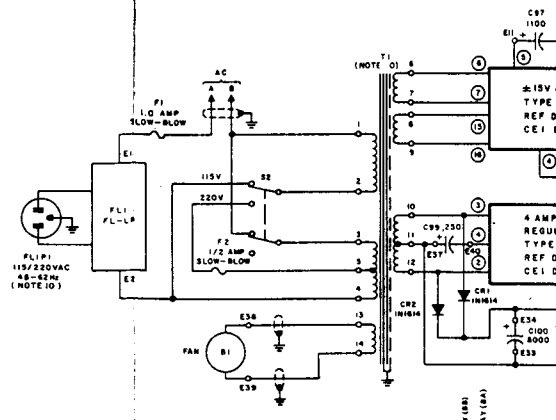 C97
1100
E11
5
AC
A B
T1
(NOTE 10)
F1
1.0 AMP
SLOW-BLOW
6
6
7
7
8
15
9
16
± 15V
TYPE
REF D
CEI
4
E1
1
FL1
FL-LP
115V
S2
220V
2
F2
1/2 AMP
SLOW-BLOW
3
5
4
E2
FL1P1
115/220VAC
48-62Hz
(NOTE 10)
10
3
11
C99, 250
4
E37
E40
12
2
4 AMP
REGU
TYPE
REF D
CEI
CR2
1N1614
CR1
1N1614
E34
C100
8000
E33
E38
13
FAN
B1
14
E39